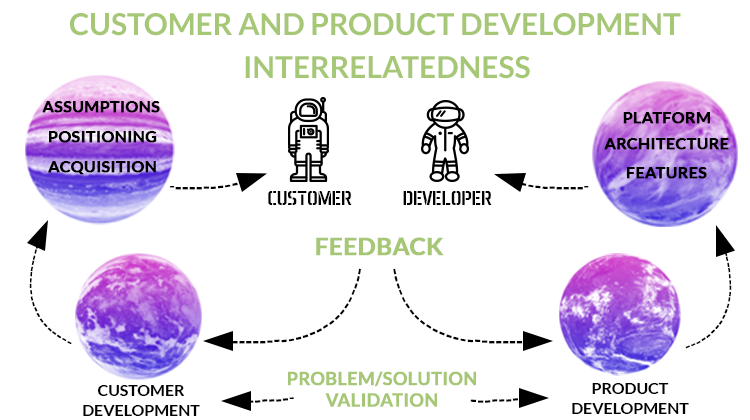 CUSTOMER AND PRODUCT DEVELOPMENT
INTERRELATEDNESS
ASSUMPTIONS
POSITIONING
ACQUISITION
CUSTOMER
DEVELOPER
PLATFORM
ARCHITECTURE
FEATURES
FEEDBACK
CUSTOMER
DEVELOPMENT
PROBLEM/SOLUTION
VALIDATION
PRODUCT
DEVELOPMENT